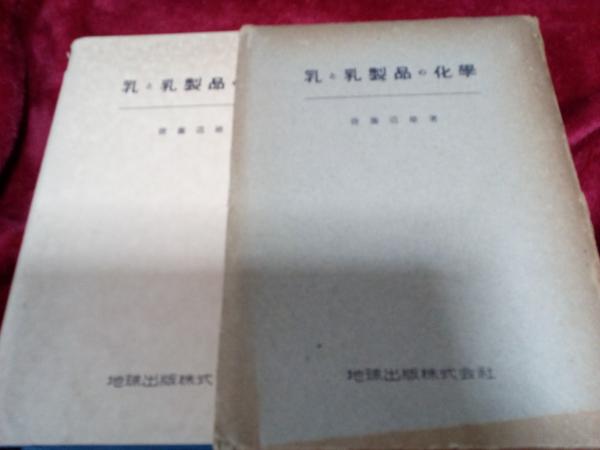 乳と乳製品の
地球出版株式
乳と乳製品の化學
地球出版株式会社